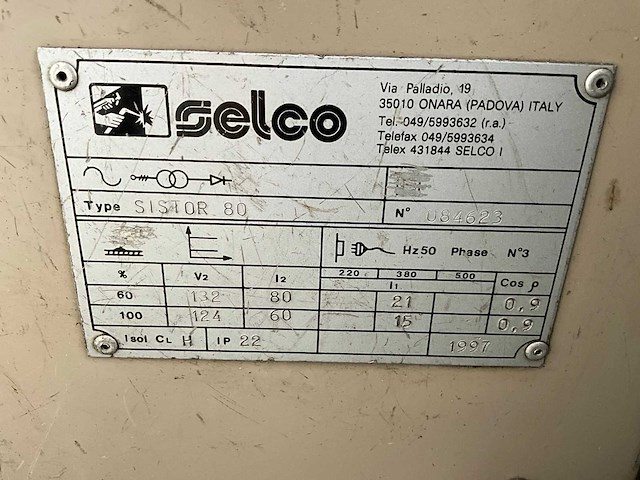 selco
Via Palladio, 19
35010 ONARA (PADOVA) ITALY
Tel. 049/5993632 (r.a.)
Telefax 049/5993634
Telex 431844 SELCO I
Type SISTOR 80 N° 084623
Hz50 Phase N°3
220 380 500
% V2 I2 I1 Cos ρ
60 132 80 21 0,9
100 124 60 15 0,9
Isol CL H IP 22 1997